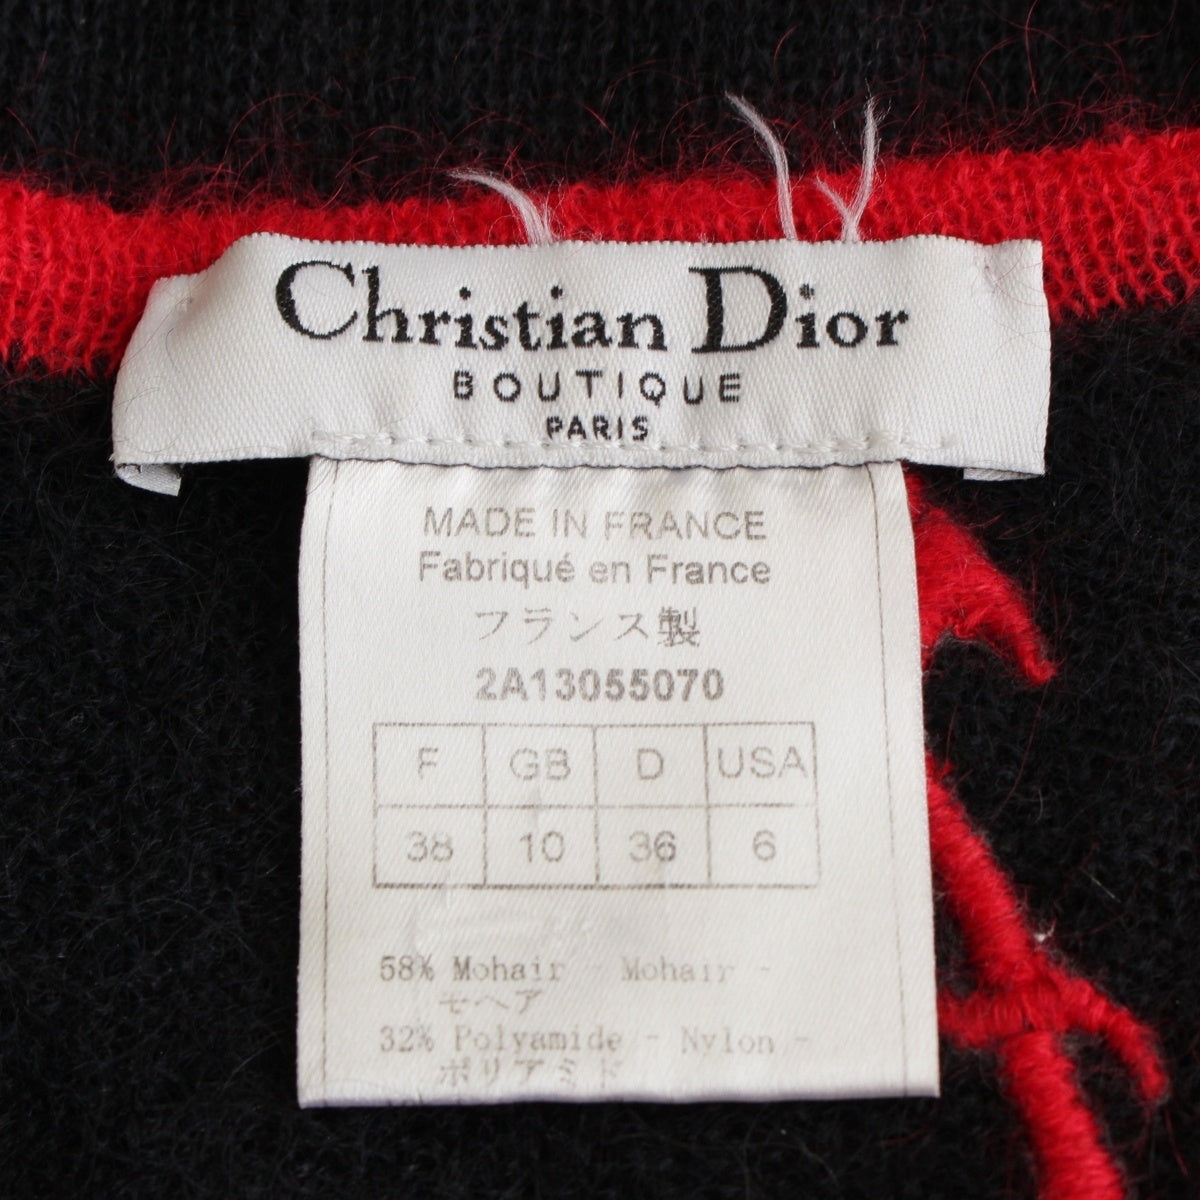 Christian Dior
BOUTIQUE
PARIS
MADE IN FRANCE
Fabriqué en France
フランス製
2A13055070
F GB D USA
38 10 36 6
58% Mohair - Mohair -
モヘア
32% Polyamide - Nylon -
ポリアミド